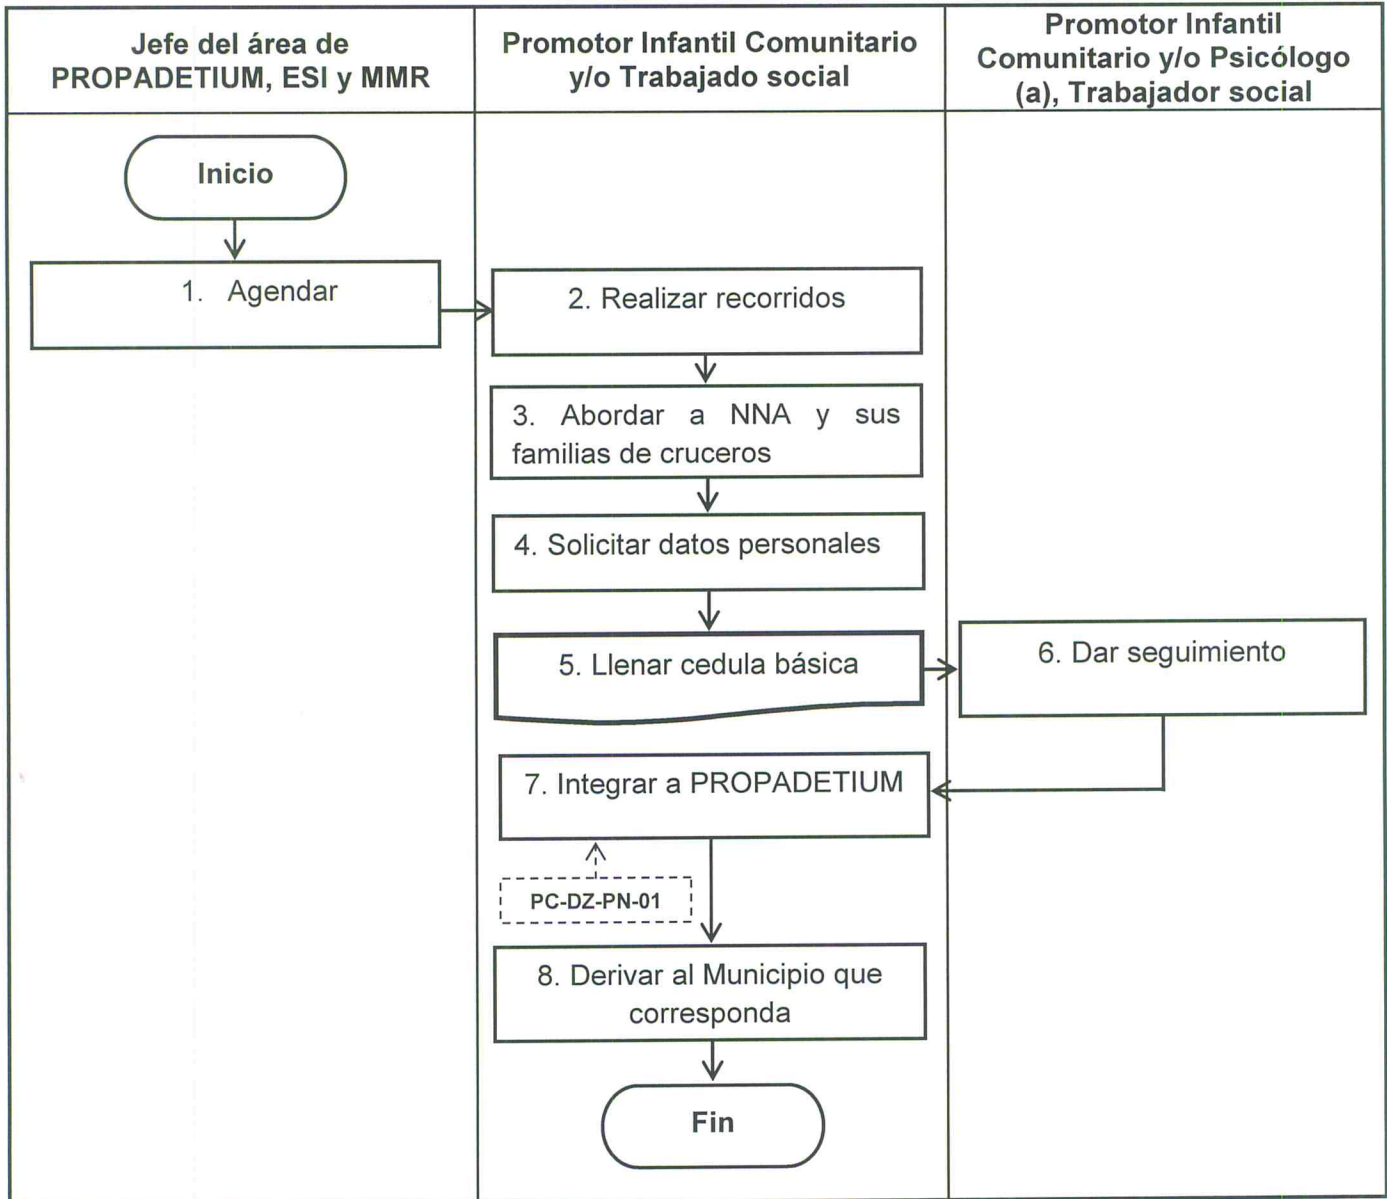 Jefe del área de
PROPADETIUM, ESI y MMR
Promotor Infantil Comunitario
y/o Trabajado social
Promotor Infantil
Comunitario y/o Psicólogo
(a), Trabajador social
Inicio
1. Agendar
2. Realizar recorridos
3. Abordar a NNA y sus
familias de cruceros
4. Solicitar datos personales
5. Llenar cedula básica
6. Dar seguimiento
7. Integrar a PROPADETIUM
PC-DZ-PN-01
8. Derivar al Municipio que
corresponda
Fin